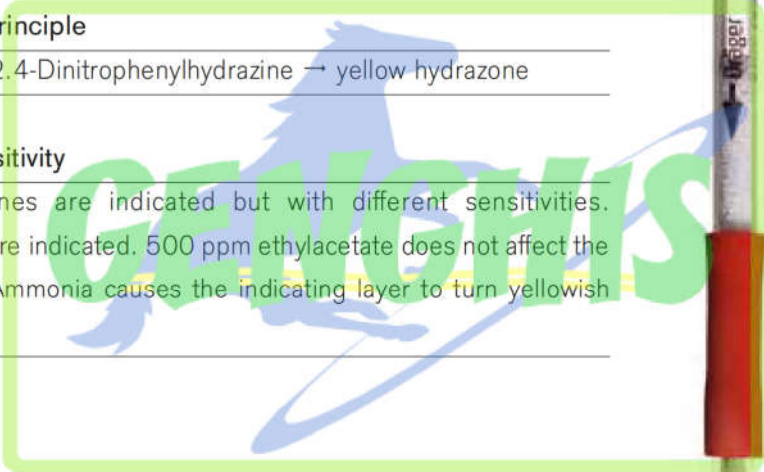 rinciple
2.4-Dinitrophenylhydrazine → yellow hydrazone
sitivity
nes are indicated but with different sensitivities.
re indicated. 500 ppm ethylacetate does not affect the
Ammonia causes the indicating layer to turn yellowish
GENGHIS
Dräger